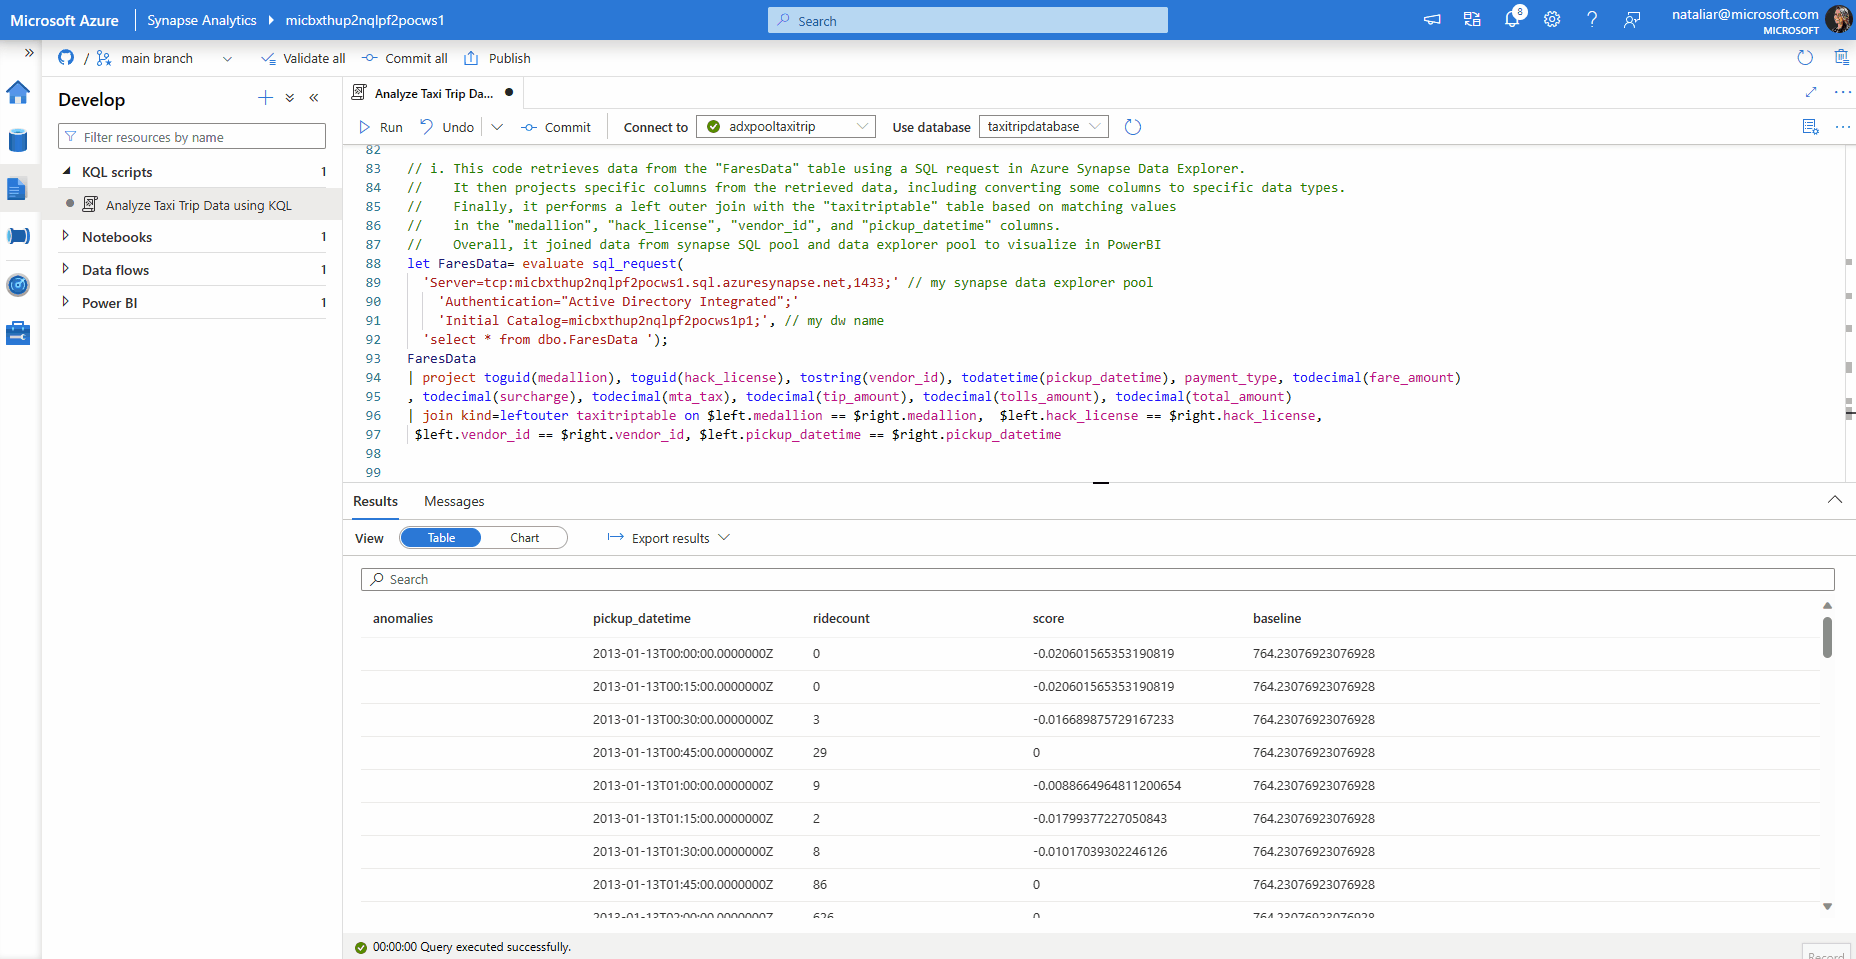 Microsoft Azure
Synapse Analytics
micbxthup2nqlpf2pocws1
Search
8
nataliar@microsoft.com
MICROSOFT
/ main branch
Validate all
Commit all
Publish
Develop
Filter resources by name
KQL scripts 1
Analyze Taxi Trip Data using KQL
Notebooks 1
Data flows 1
Power BI 1
Analyze Taxi Trip Da...
Run
Undo
Commit
Connect to
adxpooltaxitrip
Use database
taxitripdatabase
82
83 // i. This code retrieves data from the "FaresData" table using a SQL request in Azure Synapse Data Explorer.
84 // It then projects specific columns from the retrieved data, including converting some columns to specific data types.
85 // Finally, it performs a left outer join with the "taxitriptable" table based on matching values
86 // in the "medallion", "hack_license", "vendor_id", and "pickup_datetime" columns.
87 // Overall, it joined data from synapse SQL pool and data explorer pool to visualize in PowerBI
88 let FaresData= evaluate sql_request(
89 'Server=tcp:micbxthup2nqlpf2pocws1.sql.azuresynapse.net,1433;' // my synapse data explorer pool
90 'Authentication="Active Directory Integrated";'
91 'Initial Catalog=micbxthup2nqlpf2pocws1p1;', // my dw name
92 'select * from dbo.FaresData ');
93 FaresData
94 | project toguid(medallion), toguid(hack_license), tostring(vendor_id), todatetime(pickup_datetime), payment_type, todecimal(fare_amount)
95 , todecimal(surcharge), todecimal(mta_tax), todecimal(tip_amount), todecimal(tolls_amount), todecimal(total_amount)
96 | join kind=leftouter taxitriptable on $left.medallion == $right.medallion, $left.hack_license == $right.hack_license,
97 $left.vendor_id == $right.vendor_id, $left.pickup_datetime == $right.pickup_datetime
98
99
Results Messages
View Table Chart Export results
Search
anomalies pickup_datetime ridecount score baseline
2013-01-13T00:00:00.0000000Z 0 -0.020601565353190819 764.23076923076928
2013-01-13T00:15:00.0000000Z 0 -0.020601565353190819 764.23076923076928
2013-01-13T00:30:00.0000000Z 3 -0.016689875729167233 764.23076923076928
2013-01-13T00:45:00.0000000Z 29 0 764.23076923076928
2013-01-13T01:00:00.0000000Z 9 -0.0088664964811200654 764.23076923076928
2013-01-13T01:15:00.0000000Z 2 -0.01799377227050843 764.23076923076928
2013-01-13T01:30:00.0000000Z 8 -0.01017039302246126 764.23076923076928
2013-01-13T01:45:00.0000000Z 86 0 764.23076923076928
2013-01-13T02:00:00.0000000Z 626 0 764.23076923076928
00:00:00 Query executed successfully.
Record